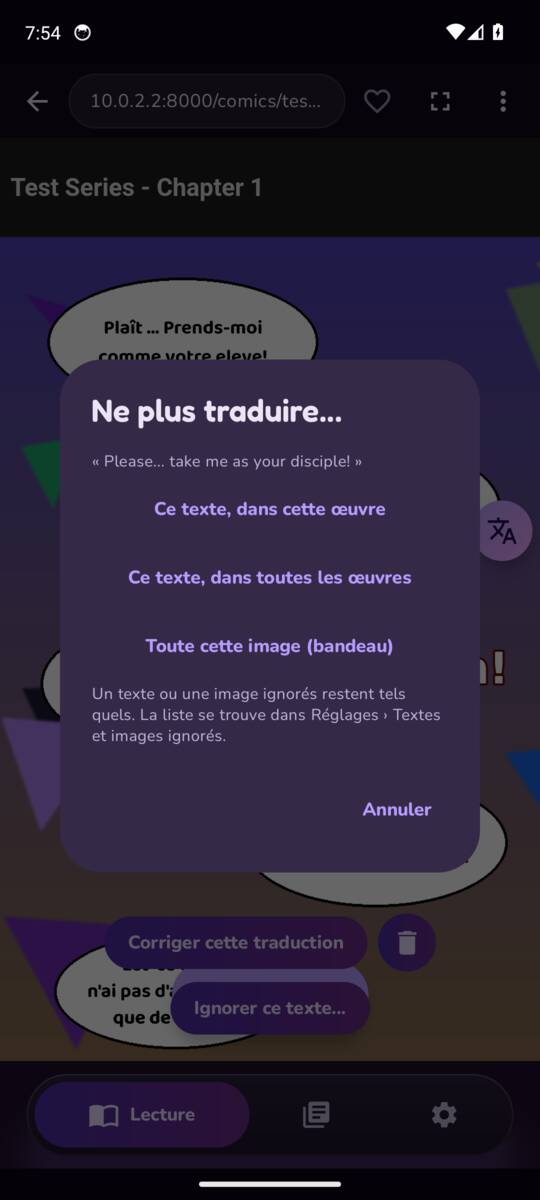 7:54
10.0.2.2:8000/comics/tes...
Test Series - Chapter 1
Plaît ... Prends-moi
comme votre eleve!
Ne plus traduire...
« Please... take me as your disciple! »
Ce texte, dans cette œuvre
Ce texte, dans toutes les œuvres
Toute cette image (bandeau)
!
Un texte ou une image ignorés restent tels
quels. La liste se trouve dans Réglages › Textes
et images ignorés.
Annuler
Corriger cette traduction
n'ai pas d'
que de
Ignorer ce texte...
Lecture